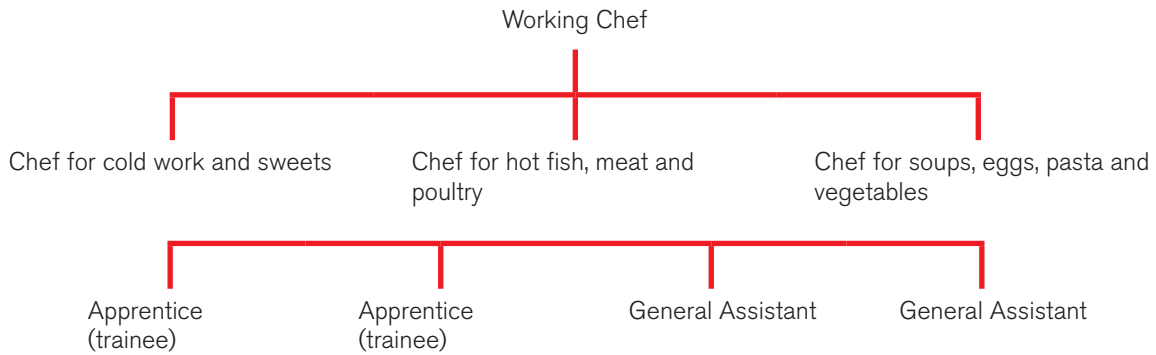 Working Chef
Chef for cold work and sweets
Chef for hot fish, meat and
poultry
Chef for soups, eggs, pasta and
vegetables
Apprentice
(trainee)
Apprentice
(trainee)
General Assistant
General Assistant